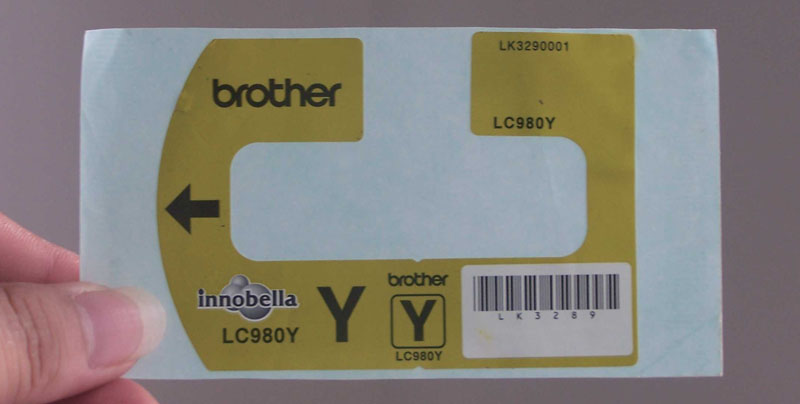 brother
LK3290001
LC980Y
innobella
LC980Y
Y
brother
Y
LC980Y
LK3289